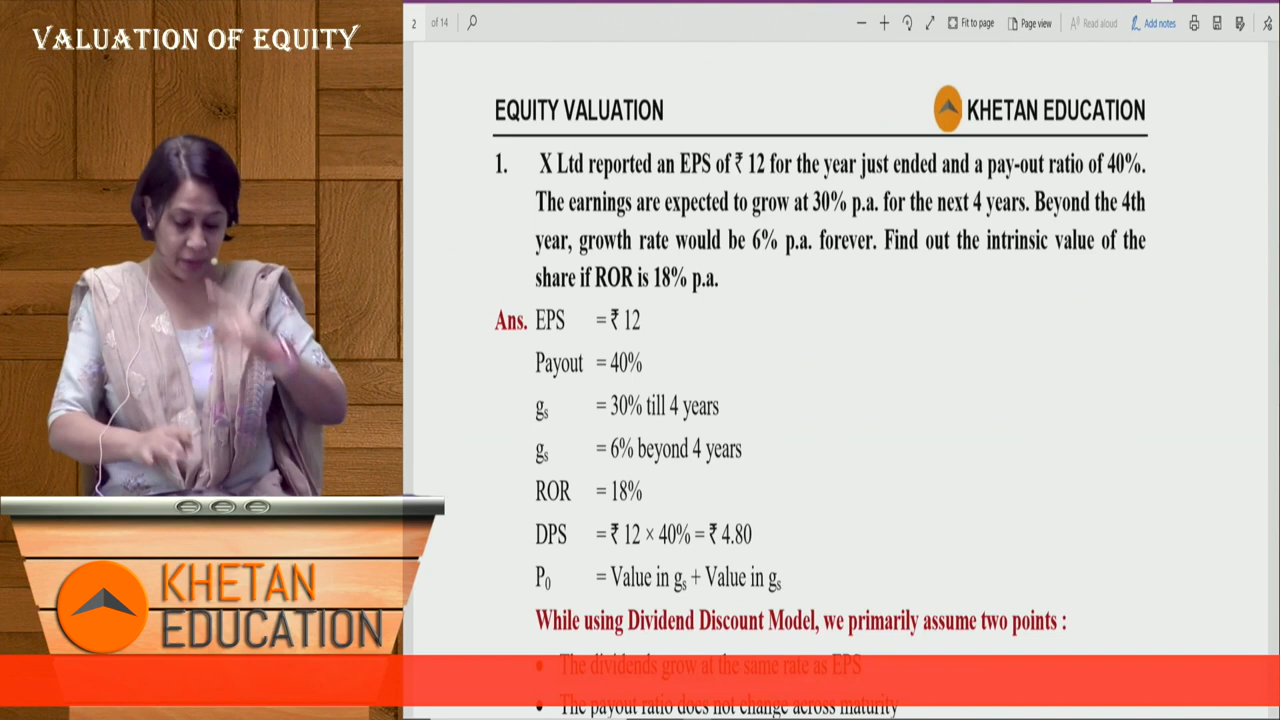 VALUATION OF EQUITY
2 of 14
Fit to page
Page view
Read aloud
Add notes
EQUITY VALUATION
KHETAN EDUCATION
1. X Ltd reported an EPS of ₹ 12 for the year just ended and a pay-out ratio of 40%.
The earnings are expected to grow at 30% p.a. for the next 4 years. Beyond the 4th
year, growth rate would be 6% p.a. forever. Find out the intrinsic value of the
share if ROR is 18% p.a.
Ans. EPS = ₹ 12
Payout = 40%
gs = 30% till 4 years
gs = 6% beyond 4 years
ROR = 18%
DPS = ₹ 12 × 40% = ₹ 4.80
P0 = Value in gs + Value in gs
While using Dividend Discount Model, we primarily assume two points :
• The dividends grow at the same rate as EPS
• The payout ratio does not change across maturity
KHETAN
EDUCATION